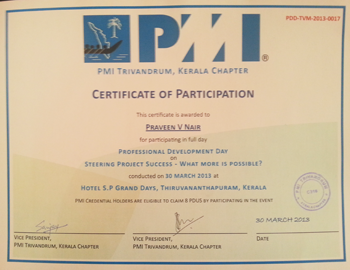 PDD-TVM-2013-0017
PMI®
PMI TRIVANDRUM, KERALA CHAPTER
CERTIFICATE OF PARTICIPATION
This certificate is awarded to
PRAVEEN V NAIR
for participating in full day
PROFESSIONAL DEVELOPMENT DAY
on
STEERING PROJECT SUCCESS - WHAT MORE IS POSSIBLE?
conducted on 30 MARCH 2013 at
HOTEL S.P GRAND DAYS, THIRUVANANTHAPURAM, KERALA
PMI CREDENTIAL HOLDERS ARE ELIGIBLE TO CLAIM 8 PDUS BY PARTICIPATING IN THE EVENT
30 MARCH 2013
VICE PRESIDENT, VICE PRESIDENT, DATE
PMI TRIVANDRUM, KERALA CHAPTER PMI TRIVANDRUM, KERALA CHAPTER